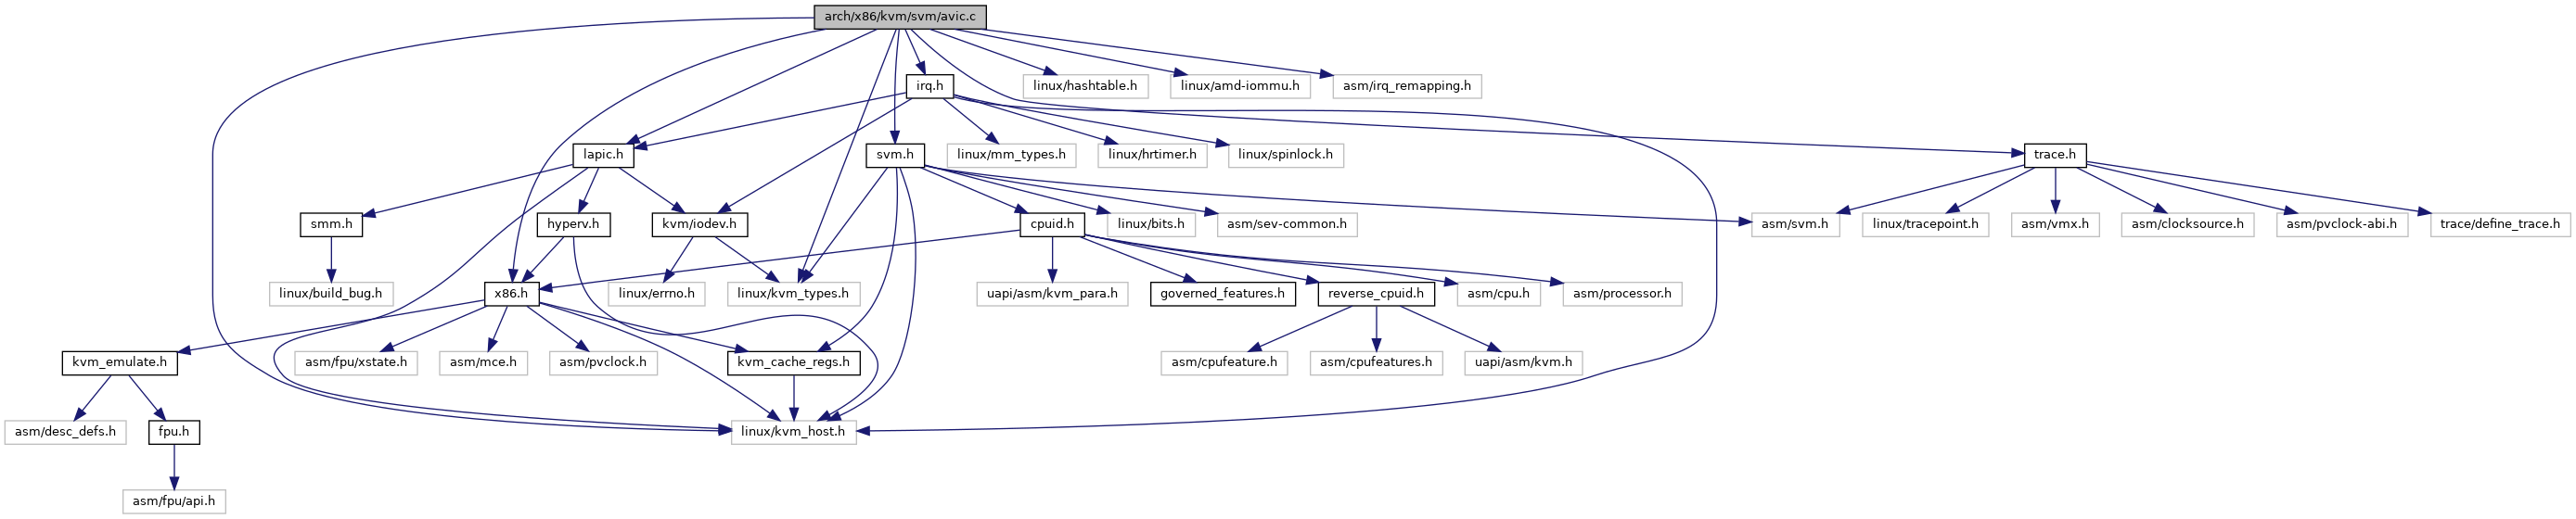 arch/x86/kvm/svm/avic.c
irq.h
linux/hashtable.h
linux/amd-iommu.h
asm/irq_remapping.h
lapic.h
svm.h
linux/mm_types.h
linux/hrtimer.h
linux/spinlock.h
trace.h
smm.h
hyperv.h
kvm/iodev.h
cpuid.h
linux/bits.h
asm/sev-common.h
asm/svm.h
linux/tracepoint.h
asm/vmx.h
asm/clocksource.h
asm/pvclock-abi.h
trace/define_trace.h
linux/build_bug.h
x86.h
linux/errno.h
linux/kvm_types.h
uapi/asm/kvm_para.h
governed_features.h
reverse_cpuid.h
asm/cpu.h
asm/processor.h
kvm_emulate.h
asm/fpu/xstate.h
asm/mce.h
asm/pvclock.h
kvm_cache_regs.h
asm/cpufeature.h
asm/cpufeatures.h
uapi/asm/kvm.h
asm/desc_defs.h
fpu.h
linux/kvm_host.h
asm/fpu/api.h